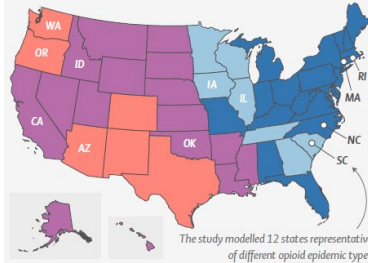 WA
OR
ID
CA
AZ
OK
IA
IL
RI
MA
NC
SC
The study modelled 12 states representative
of different opioid epidemic type